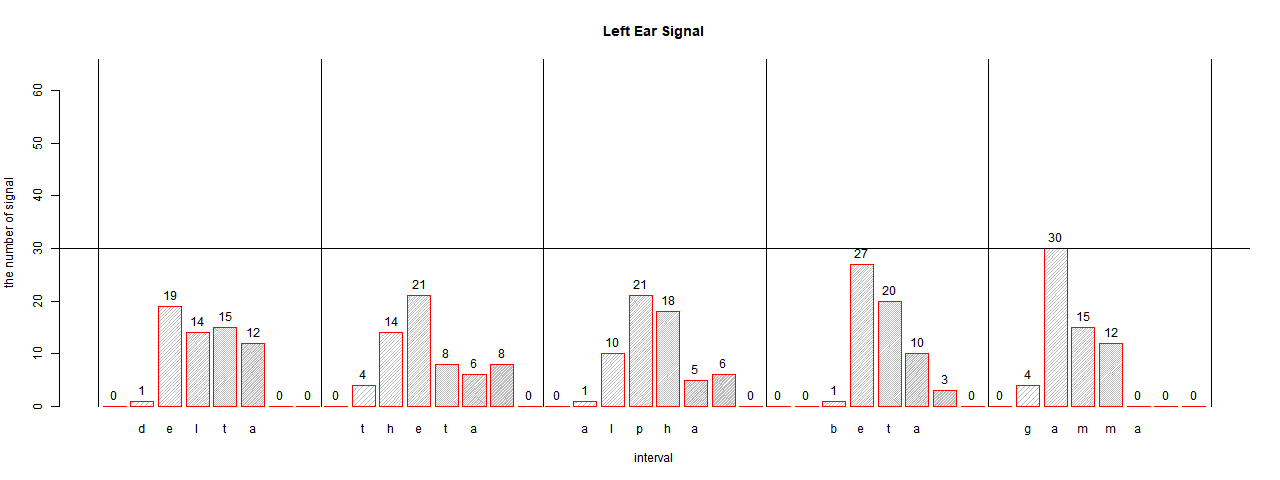 Left Ear Signal
the number of signal
60
50
40
30
20
10
0
0 1 19 14 15 12 0 0
0 4 14 21 8 6 8 0
0 1 10 21 18 5 6 0
0 0 1 27 20 10 3 0
0 4 30 15 12 0 0 0
d e l t a t h e t a a l p h a b e t a g a m m a
interval